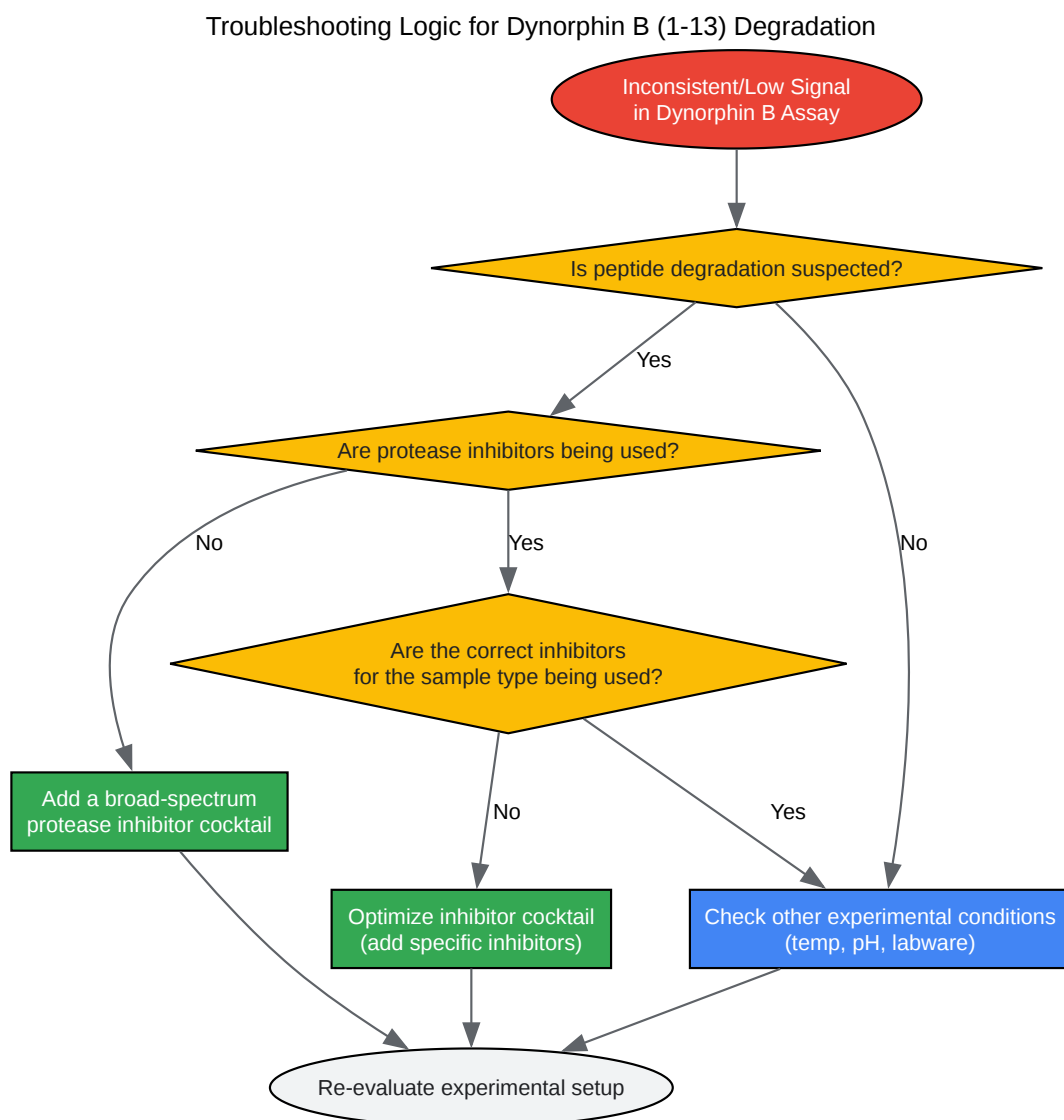 Troubleshooting Logic for Dynorphin B (1-13) Degradation
Inconsistent/Low Signal
in Dynorphin B Assay
Is peptide degradation suspected?
Yes
Are protease inhibitors being used?
No
Yes
No
Are the correct inhibitors
for the sample type being used?
Add a broad-spectrum
protease inhibitor cocktail
No
Yes
Optimize inhibitor cocktail
(add specific inhibitors)
Check other experimental conditions
(temp, pH, labware)
Re-evaluate experimental setup